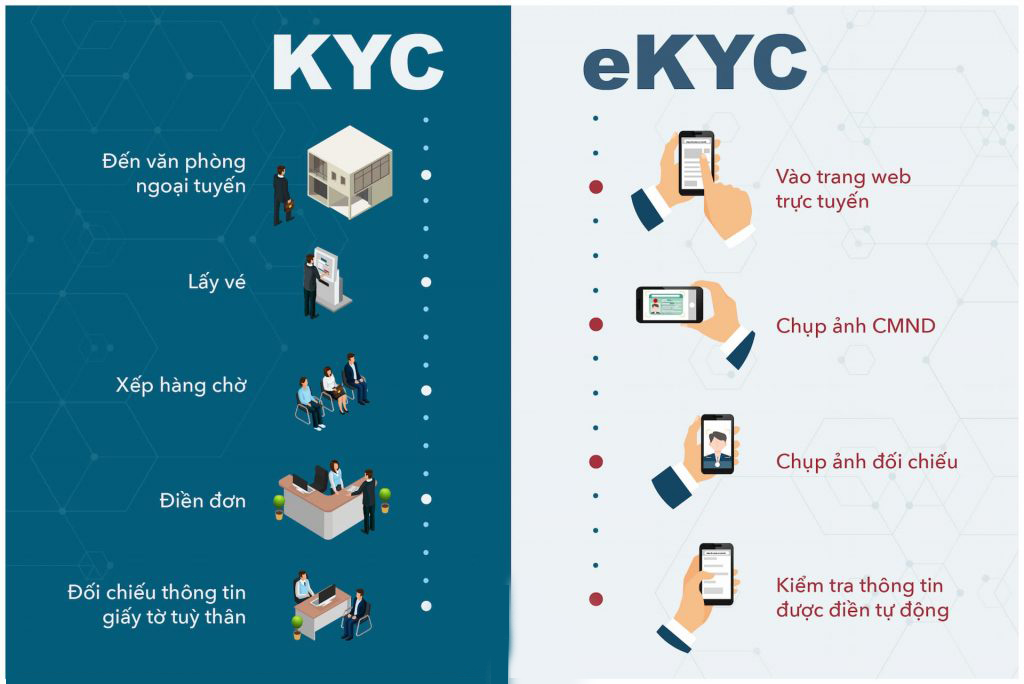 KYC
Đến văn phòng
ngoại tuyến
Lấy vé
Xếp hàng chờ
Điền đơn
Đối chiếu thông tin
giấy tờ tuỳ thân
eKYC
Vào trang web
trực tuyến
Chụp ảnh CMND
Chụp ảnh đối chiếu
Kiểm tra thông tin
được điền tự động